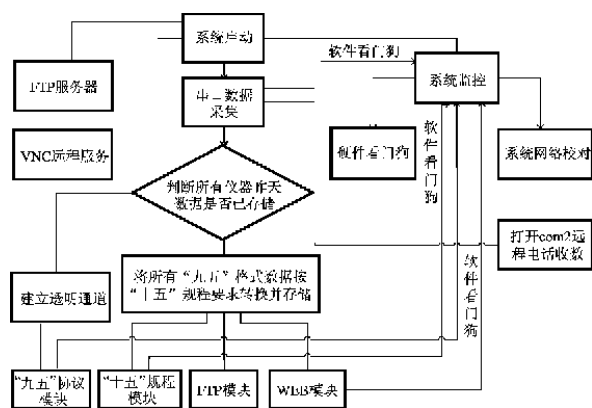 系统启动
软件看门狗
FTP服务器
系统监控
串口数据
采集
VNC远程服务
硬件看门狗
软件看门狗
系统网络校对
判断所有仪器昨天
数据是否已存储
打开com2远
程电话收数
将所有“九五”格式数据按
“十五”规程要求转换并存储
建立透明通道
软件看门狗
“九五”协议
模块
“十五”规程
模块
FTP模块
WEB模块